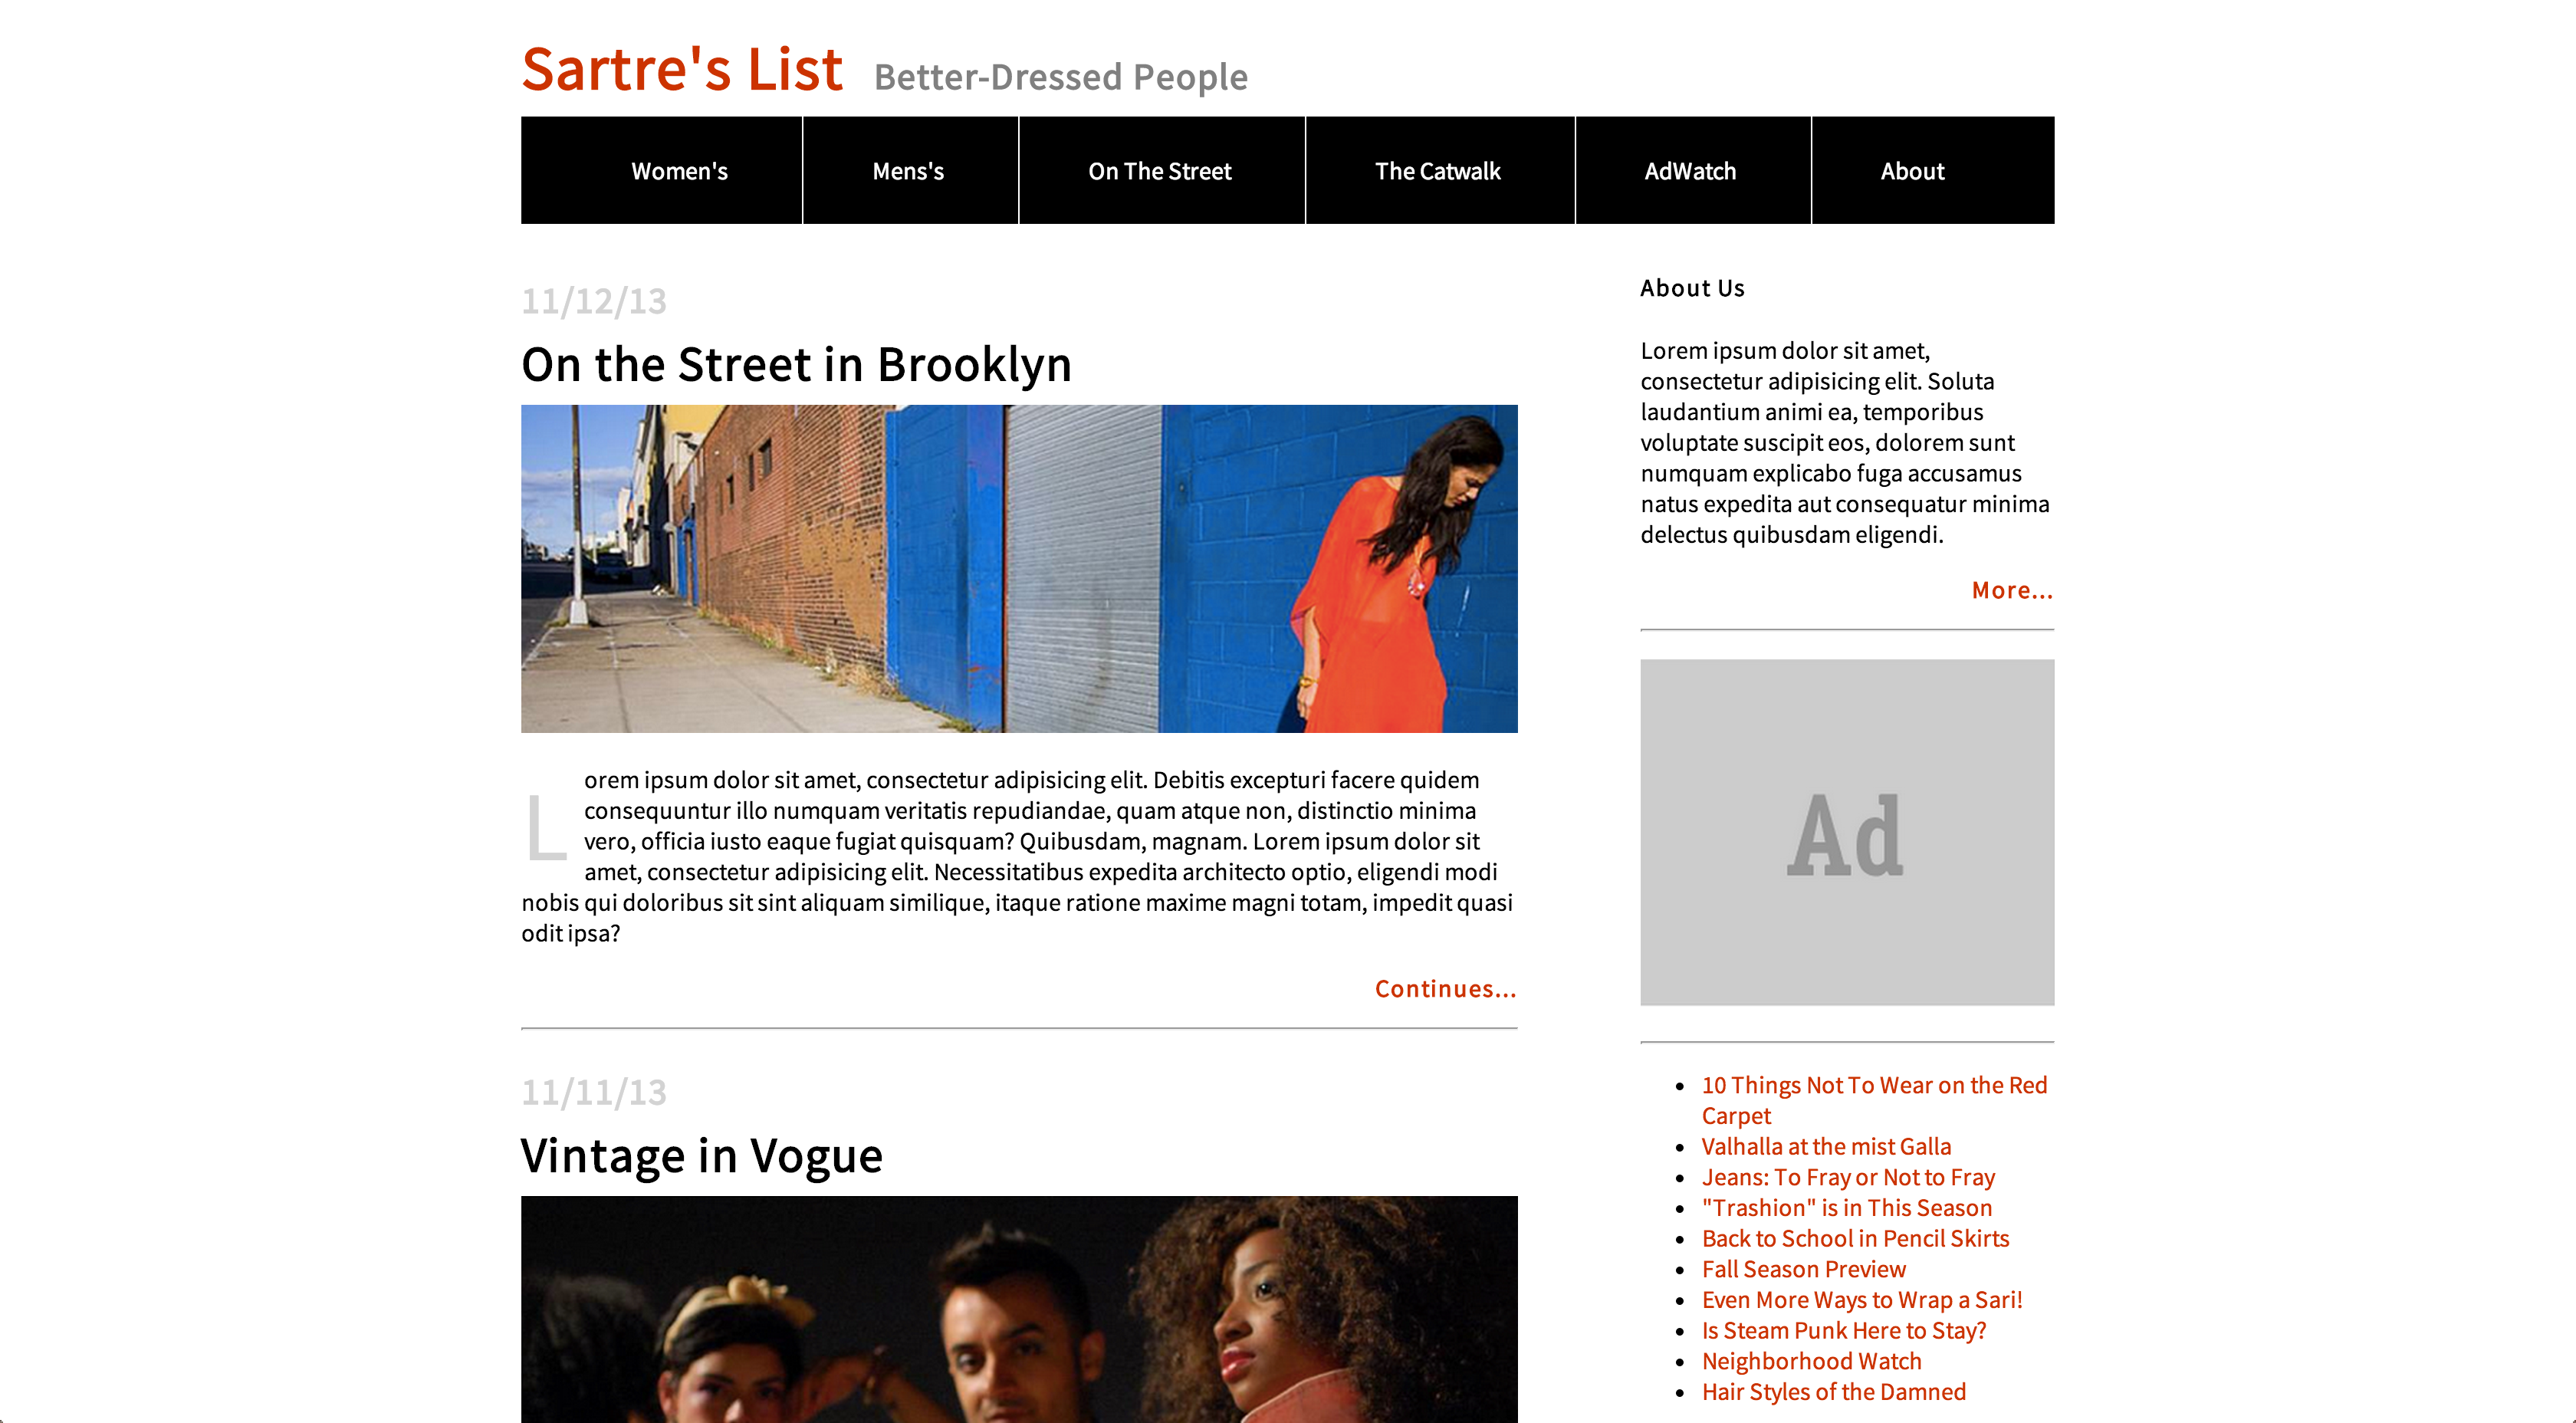 Sartre's List Better-Dressed People
Women's Mens's On The Street The Catwalk AdWatch About
11/12/13
On the Street in Brooklyn
Lorem ipsum dolor sit amet, consectetur adipisicing elit. Debitis excepturi facere quidem
consequuntur illo numquam veritatis repudiandae, quam atque non, distinctio minima
vero, officia iusto eaque fugiat quisquam? Quibusdam, magnam. Lorem ipsum dolor sit
amet, consectetur adipisicing elit. Necessitatibus expedita architecto optio, eligendi modi
nobis qui doloribus sit sint aliquam similique, itaque ratione maxime magni totam, impedit quasi
odit ipsa?
Continues...
11/11/13
Vintage in Vogue
About Us
Lorem ipsum dolor sit amet,
consectetur adipisicing elit. Soluta
laudantium animi ea, temporibus
voluptate suscipit eos, dolorem sunt
numquam explicabo fuga accusamus
natus expedita aut consequatur minima
delectus quibusdam eligendi.
More...
Ad
10 Things Not To Wear on the Red
Carpet
Valhalla at the mist Galla
Jeans: To Fray or Not to Fray
"Trashion" is in This Season
Back to School in Pencil Skirts
Fall Season Preview
Even More Ways to Wrap a Sari!
Is Steam Punk Here to Stay?
Neighborhood Watch
Hair Styles of the Damned